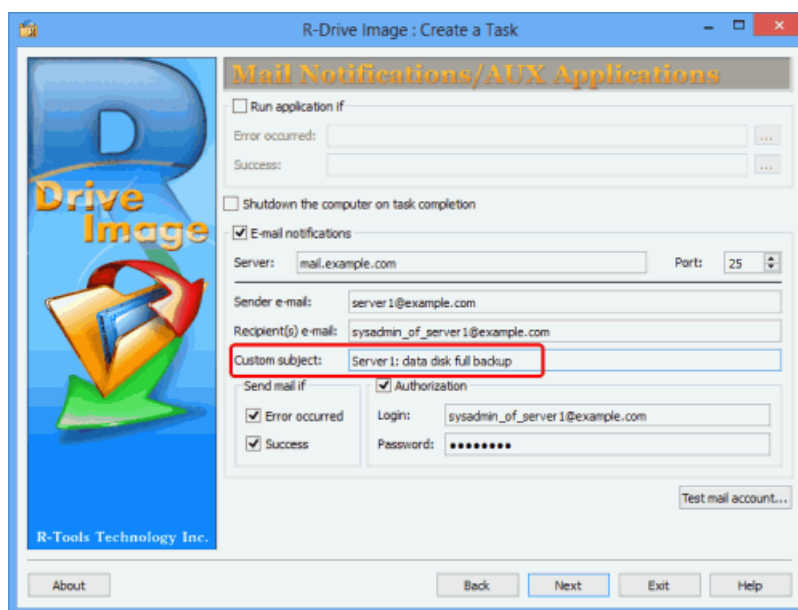 R-Drive Image : Create a Task
Mail Notifications/AUX Applications
Run application if
Error occurred:
...
Success:
...
Shutdown the computer on task completion
E-mail notifications
Server: mail.example.com Port: 25
Sender e-mail: server1@example.com
Recipient(s) e-mail: sysadmin_of_server1@example.com
Custom subject: Server1: data disk full backup
Send mail if
Error occurred
Success
Authorization
Login: sysadmin_of_server1@example.com
Password: ••••••••
Test mail account...
R
Drive
Image
R-Tools Technology Inc.
About Back Next Exit Help